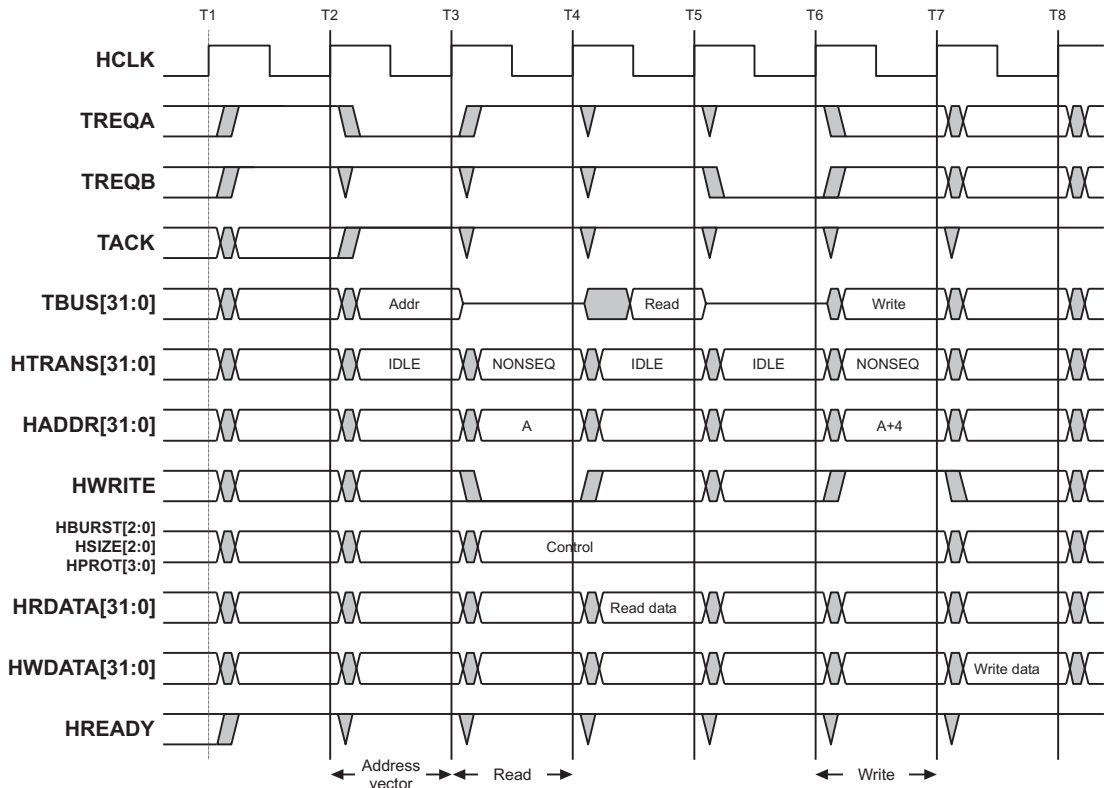 T1 T2 T3 T4 T5 T6 T7 T8
HCLK
TREQA
TREQB
TACK
TBUS[31:0] Addr Read Write
HTRANS[31:0] IDLE NONSEQ IDLE IDLE NONSEQ
HADDR[31:0] A A+4
HWRITE
HBURST[2:0]
HSIZE[2:0] Control
HPROT[3:0]
HRDATA[31:0] Read data
HWDATA[31:0] Write data
HREADY
Address
vector Read Write